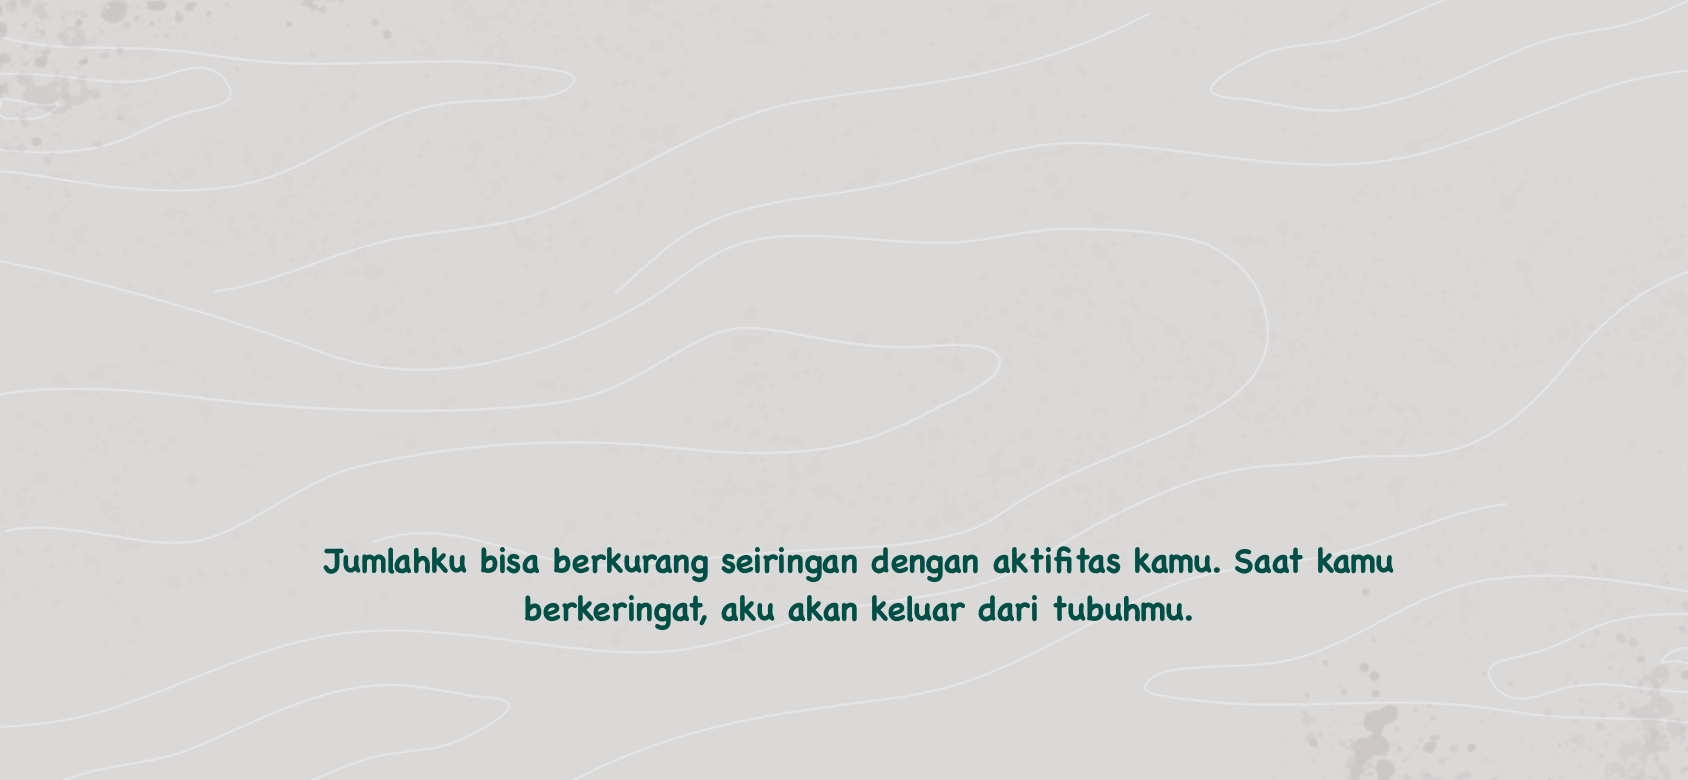 Jumlahku bisa berkurang seiringan dengan aktifitas kamu. Saat kamu
berkeringat, aku akan keluar dari tubuhmu.